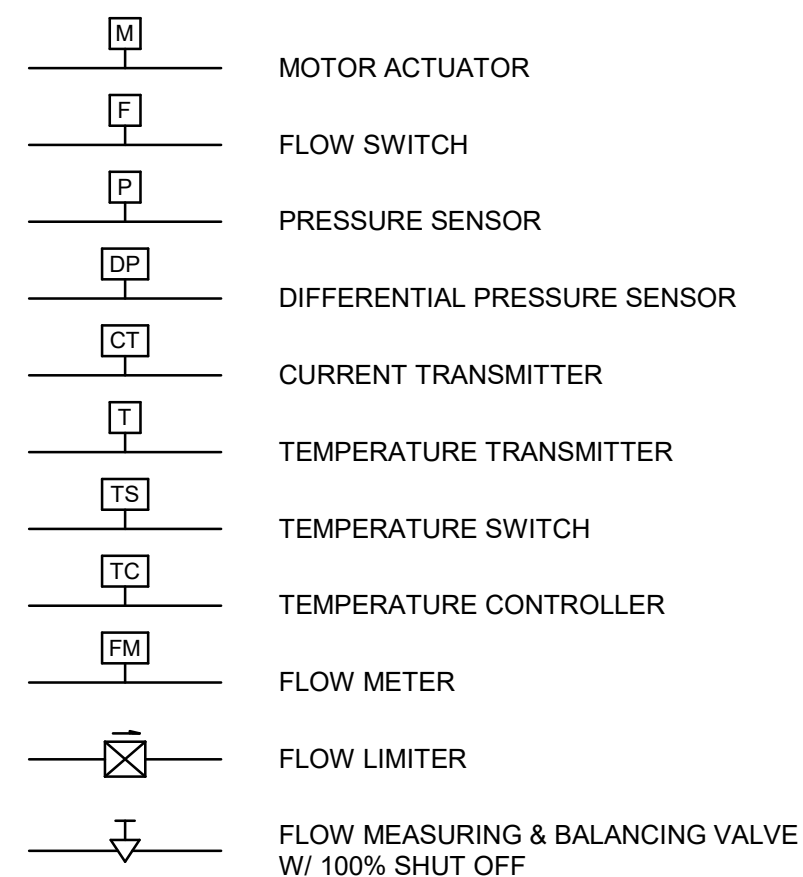 M
MOTOR ACTUATOR
F
FLOW SWITCH
P
PRESSURE SENSOR
DP
DIFFERENTIAL PRESSURE SENSOR
CT
CURRENT TRANSMITTER
T
TEMPERATURE TRANSMITTER
TS
TEMPERATURE SWITCH
TC
TEMPERATURE CONTROLLER
FM
FLOW METER
FLOW LIMITER
FLOW MEASURING & BALANCING VALVE
W/ 100% SHUT OFF